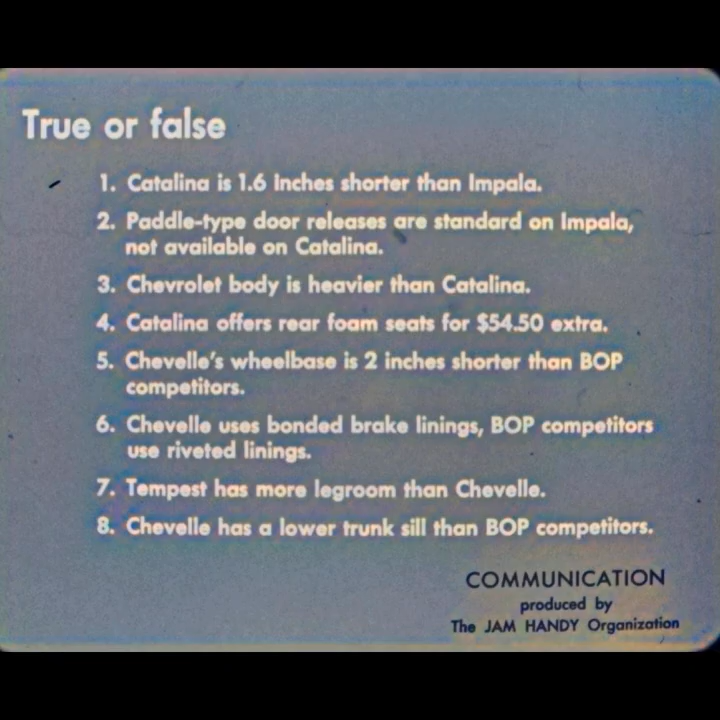 True or false
1. Catalina is 1.6 inches shorter than Impala.
2. Paddle-type door releases are standard on Impala,
not available on Catalina.
3. Chevrolet body is heavier than Catalina.
4. Catalina offers rear foam seats for $54.50 extra.
5. Chevelle's wheelbase is 2 inches shorter than BOP
competitors.
6. Chevelle uses bonded brake linings, BOP competitors
use riveted linings.
7. Tempest has more legroom than Chevelle.
8. Chevelle has a lower trunk sill than BOP competitors.
COMMUNICATION
produced by
The JAM HANDY Organization